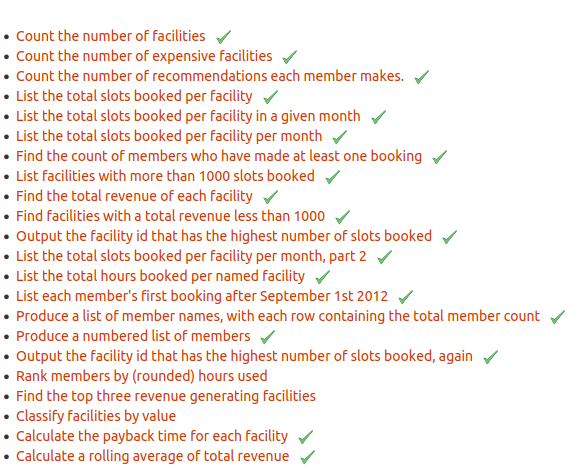 Count the number of facilities
Count the number of expensive facilities
Count the number of recommendations each member makes.
List the total slots booked per facility
List the total slots booked per facility in a given month
List the total slots booked per facility per month
Find the count of members who have made at least one booking
List facilities with more than 1000 slots booked
Find the total revenue of each facility
Find facilities with a total revenue less than 1000
Output the facility id that has the highest number of slots booked
List the total slots booked per facility per month, part 2
List the total hours booked per named facility
List each member's first booking after September 1st 2012
Produce a list of member names, with each row containing the total member count
Produce a numbered list of members
Output the facility id that has the highest number of slots booked, again
Rank members by (rounded) hours used
Find the top three revenue generating facilities
Classify facilities by value
Calculate the payback time for each facility
Calculate a rolling average of total revenue